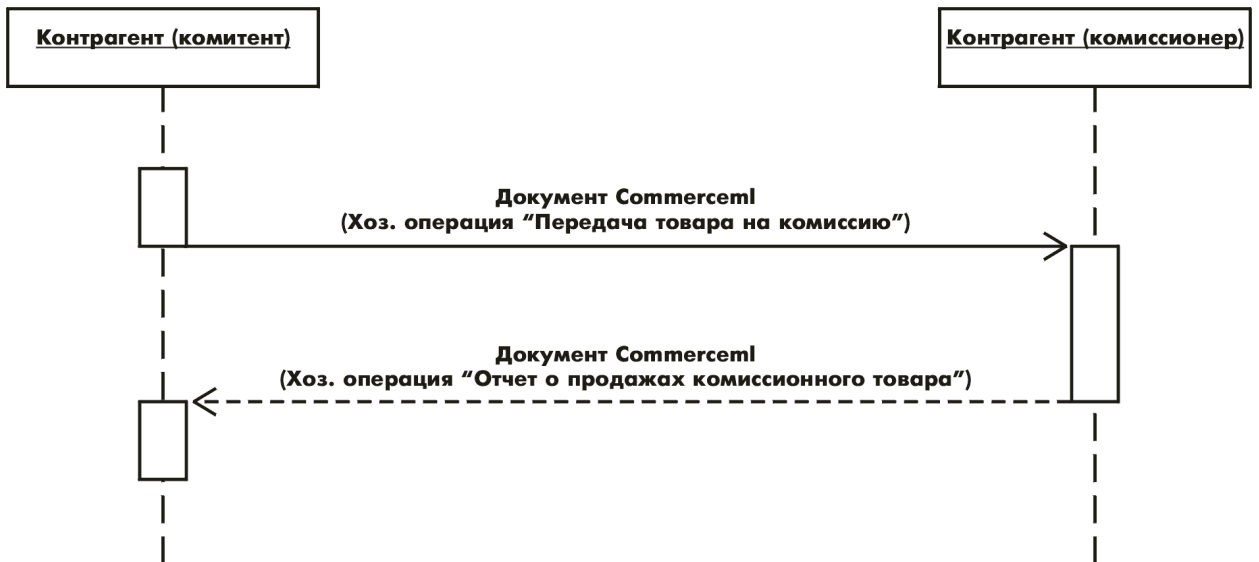 Контрагент (комитент)
Контрагент (комиссионер)
Документ Commerceml
(Хоз. операция “Передача товара на комиссию”)
Документ Commerceml
(Хоз. операция “Отчет о продажах комиссионного товара”)